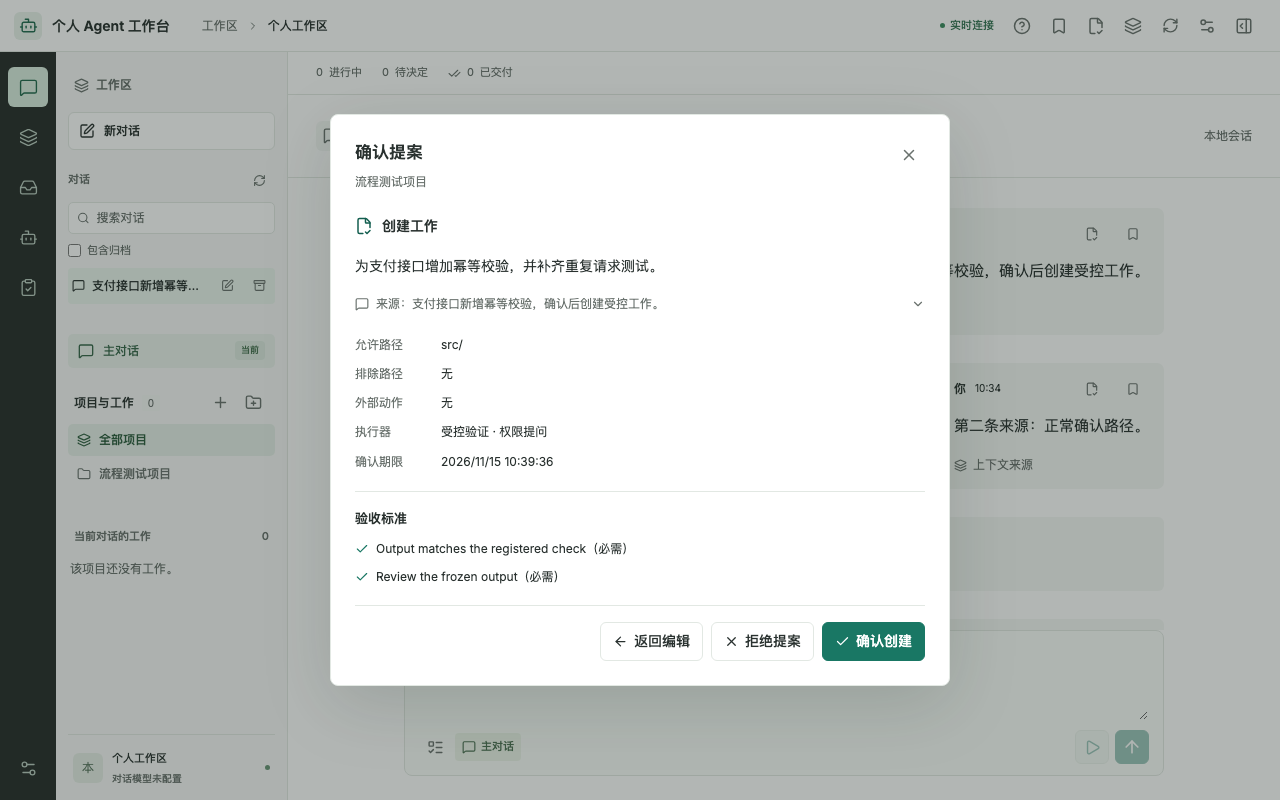 个人 Agent 工作台
工作区 > 个人工作区
实时连接
工作区
新对话
对话
搜索对话
包含归档
支付接口新增幂等...
主对话
当前
项目与工作 0
全部项目
流程测试项目
当前对话的工作 0
该项目还没有工作。
本
个人工作区
对话模型未配置
0 进行中 0 待决定 0 已交付
本地会话
校验，确认后创建受控工作。
你 10:34
第二条来源：正常确认路径。
上下文来源
主对话
确认提案
流程测试项目
创建工作
为支付接口增加幂等校验，并补齐重复请求测试。
来源：支付接口新增幂等校验，确认后创建受控工作。
允许路径 src/
排除路径 无
外部动作 无
执行器 受控验证 · 权限提问
确认期限 2026/11/15 10:39:36
验收标准
Output matches the registered check（必需）
Review the frozen output（必需）
返回编辑
拒绝提案
确认创建